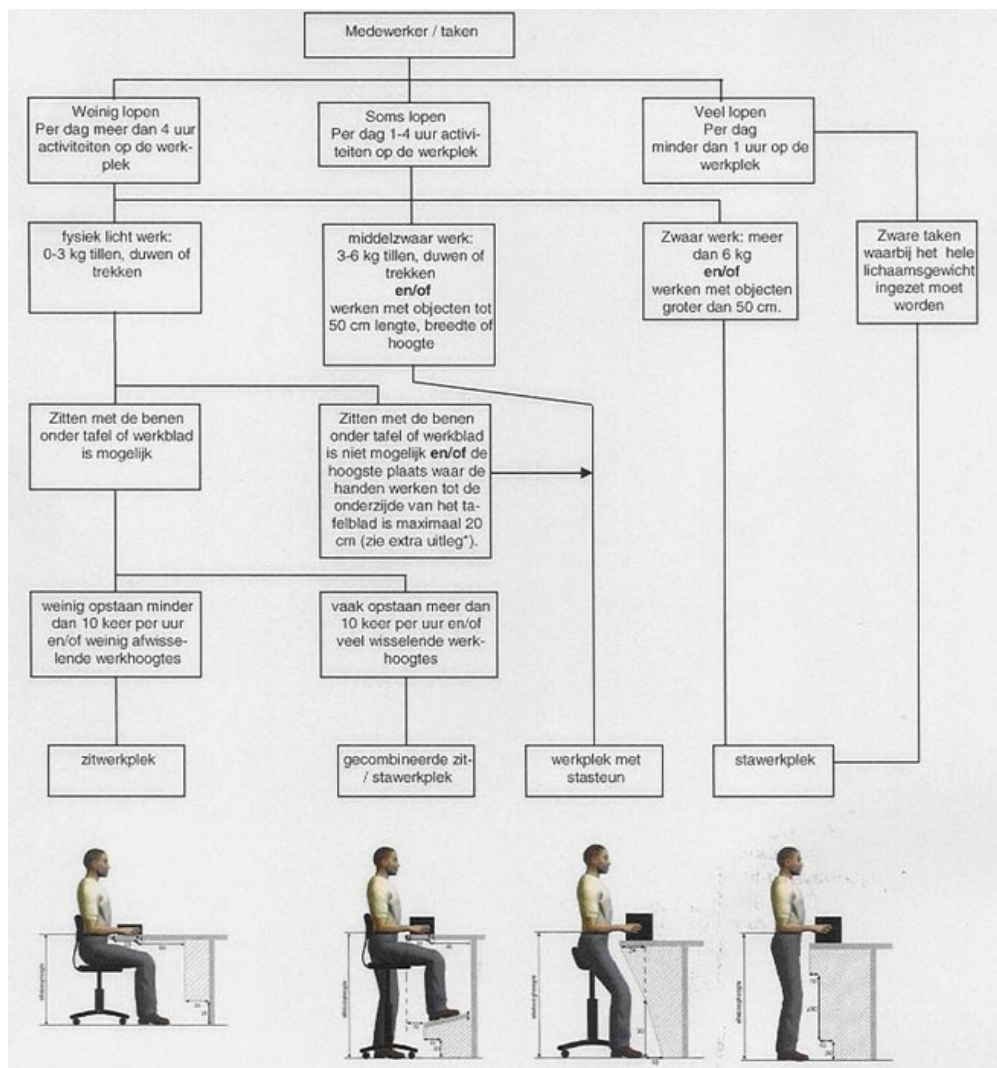 Medewerker / taken
Weinig lopen
Per dag meer dan 4 uur
activiteiten op de werk-
plek
Soms lopen
Per dag 1-4 uur activi-
teiten op de werkplek
Veel lopen
Per dag
minder dan 1 uur op de
werkplek
fysiek licht werk:
0-3 kg tillen, duwen of
trekken
middelzwaar werk:
3-6 kg tillen, duwen of
trekken
en/of
werken met objecten tot
50 cm lengte, breedte of
hoogte
Zwaar werk: meer
dan 6 kg
en/of
werken met objecten
groter dan 50 cm.
Zware taken
waarbij het hele
lichaamsgewicht
ingezet moet
worden
Zitten met de benen
onder tafel of werkblad
is mogelijk
Zitten met de benen
onder tafel of werkblad
is niet mogelijk en/of de
hoogste plaats waar de
handen werken tot de
onderzijde van het ta-
felblad is maximaal 20
cm (zie extra uitleg*).
weinig opstaan minder
dan 10 keer per uur
en/of weinig afwisse-
lende werkhoogtes
vaak opstaan meer dan
10 keer per uur en/of
veel wisselende werk-
hoogtes
zitwerkplek
gecombineerde zit-
/ stawerkplek
werkplek met
stasteun
stawerkplek